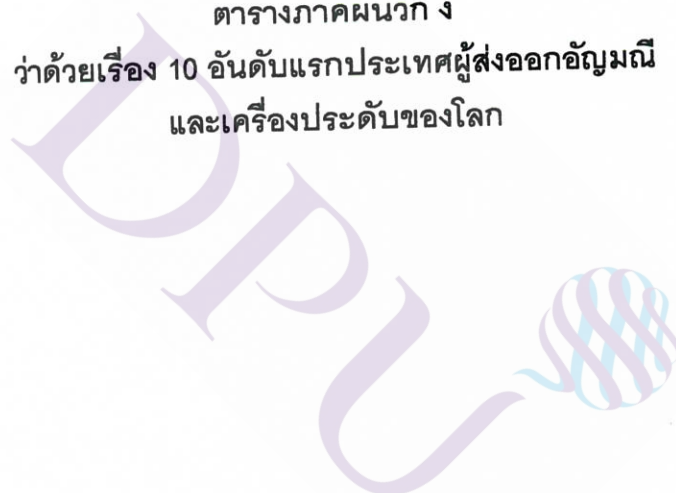 ตารางภาคผนวก ง
ว่าด้วยเรื่อง 10 อันดับแรกประเทศผู้ส่งออกอัญมณี
และเครื่องประดับของโลก
DPU